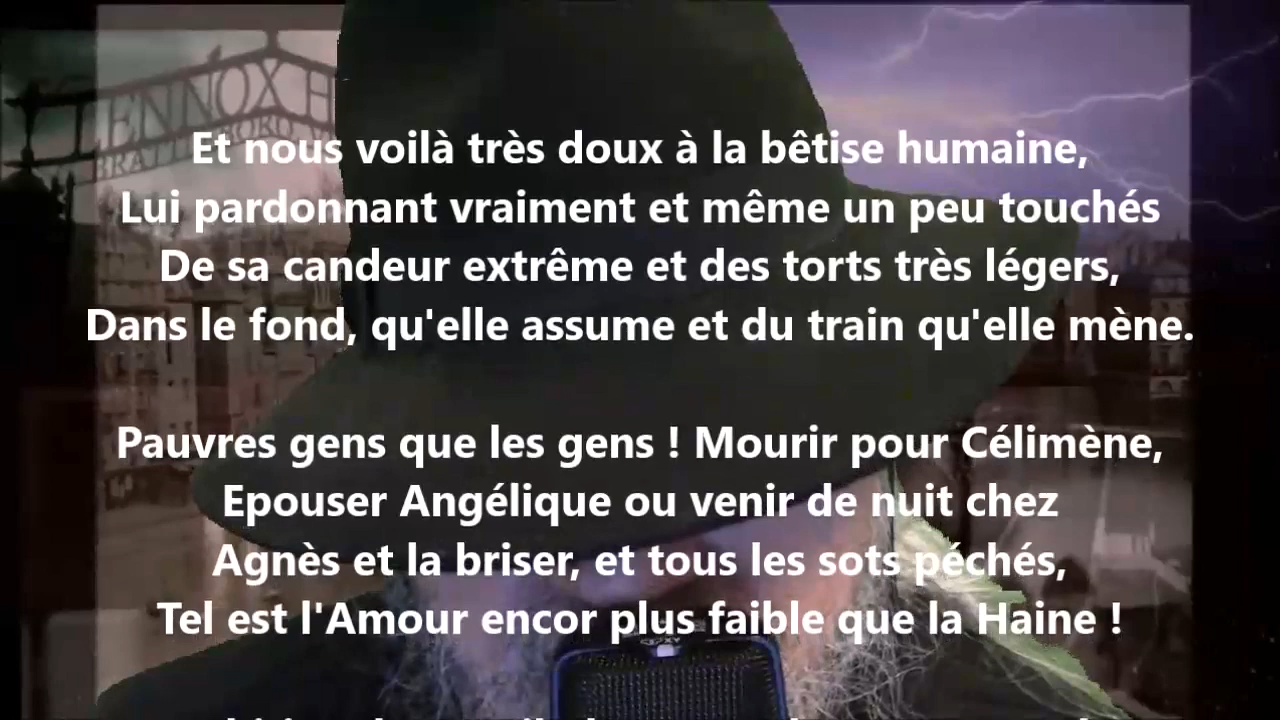 LENNOX H
Et nous voilà très doux à la bêtise humaine,
Lui pardonnant vraiment et même un peu touchés
De sa candeur extrême et des torts très légers,
Dans le fond, qu'elle assume et du train qu'elle mène.
Pauvres gens que les gens ! Mourir pour Célimène,
Epouser Angélique ou venir de nuit chez
Agnès et la briser, et tous les sots péchés,
Tel est l'Amour encor plus faible que la Haine !